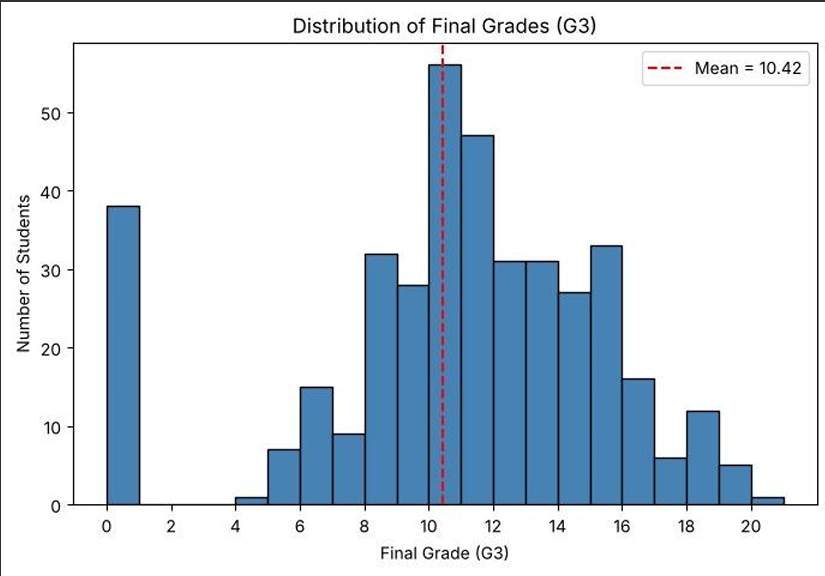 Distribution of Final Grades (G3)
Mean = 10.42
Number of Students
50
40
30
20
10
0
0 2 4 6 8 10 12 14 16 18 20
Final Grade (G3)